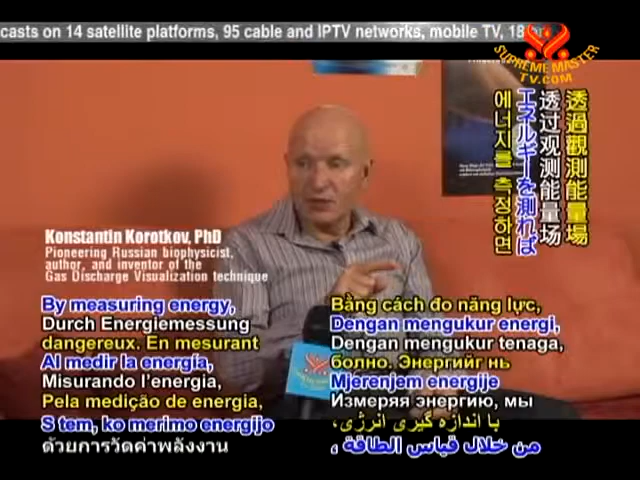 casts on 14 satellite platforms, 95 cable and IPTV networks, mobile TV, 18
SUPREME MASTER
TV.COM
透過觀測能量場
透过观测能量场
エネルギーを測れば
에너지를 측정하면
Konstantin Korotkov, PhD
Pioneering Russian biophysicist,
author, and inventor of the
Gas Discharge Visualization technique
By measuring energy,
Durch Energiemessung
dangereux. En mesurant
Al medir la energía,
Misurando l'energia,
Pela medição de energia,
S tem, ko merimo energijo
ด้วยการวัดค่าพลังงาน
Bằng cách đo năng lực,
Dengan mengukur energi,
Dengan mengukur tenaga,
болно. Энергийг нь
Mjerenjem energije
Измеряя энергию, мы
با اندازه گیری انرژی،
من خلال قياس الطاقة ،